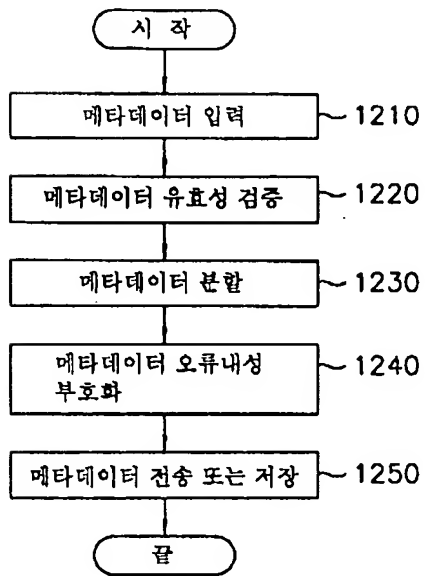 시 작
메타데이터 입력 1210
메타데이터 유효성 검증 1220
메타데이터 분할 1230
메타데이터 오류내성
부호화 1240
메타데이터 전송 또는 저장 1250
끝